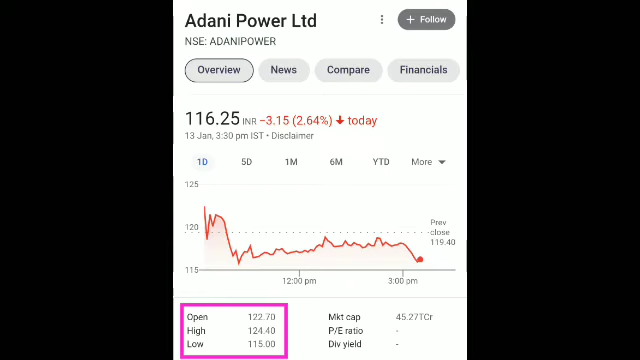 Adani Power Ltd
+ Follow
NSE: ADANIPOWER
Overview News Compare Financials
116.25 INR −3.15 (2.64%) ↓ today
13 Jan, 3:30 pm IST • Disclaimer
1D 5D 1M 6M YTD More
125
120
115
Prev
close
119.40
12:00 pm 3:00 pm
Open 122.70 Mkt cap 45.27TCr
High 124.40 P/E ratio -
Low 115.00 Div yield -